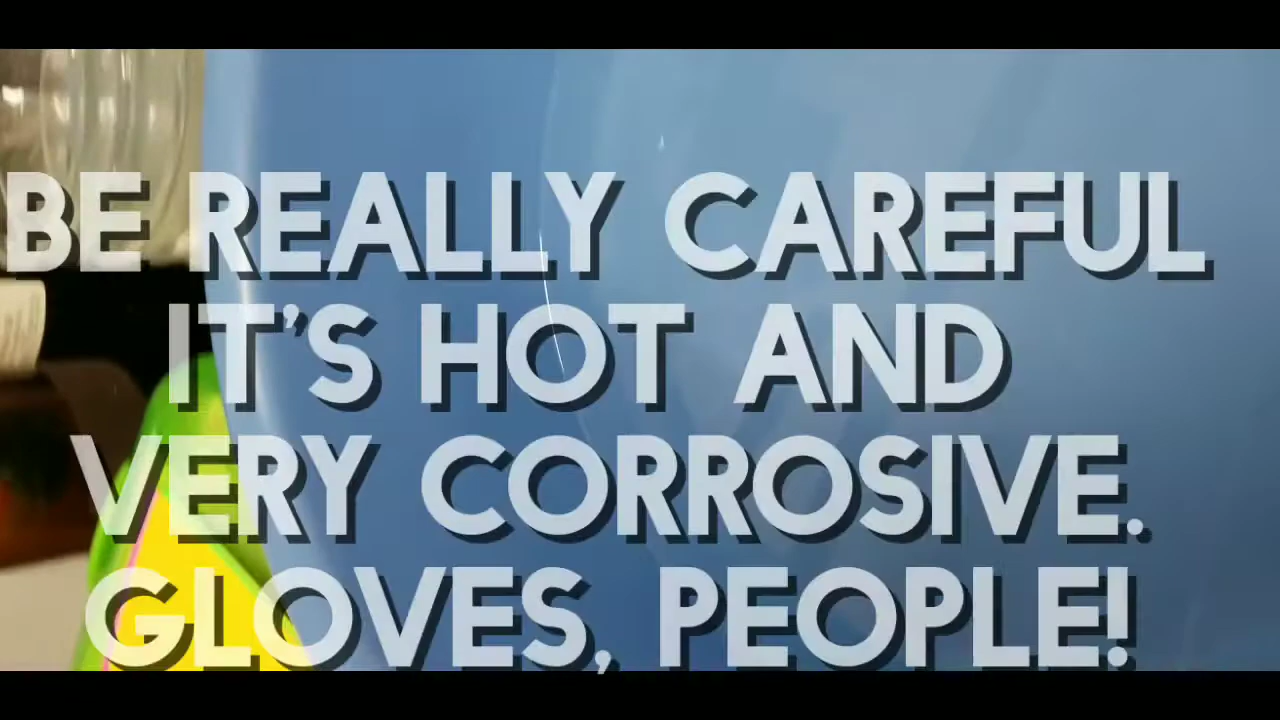 BE REALLY CAREFUL
IT'S HOT AND
VERY CORROSIVE.
GLOVES, PEOPLE!